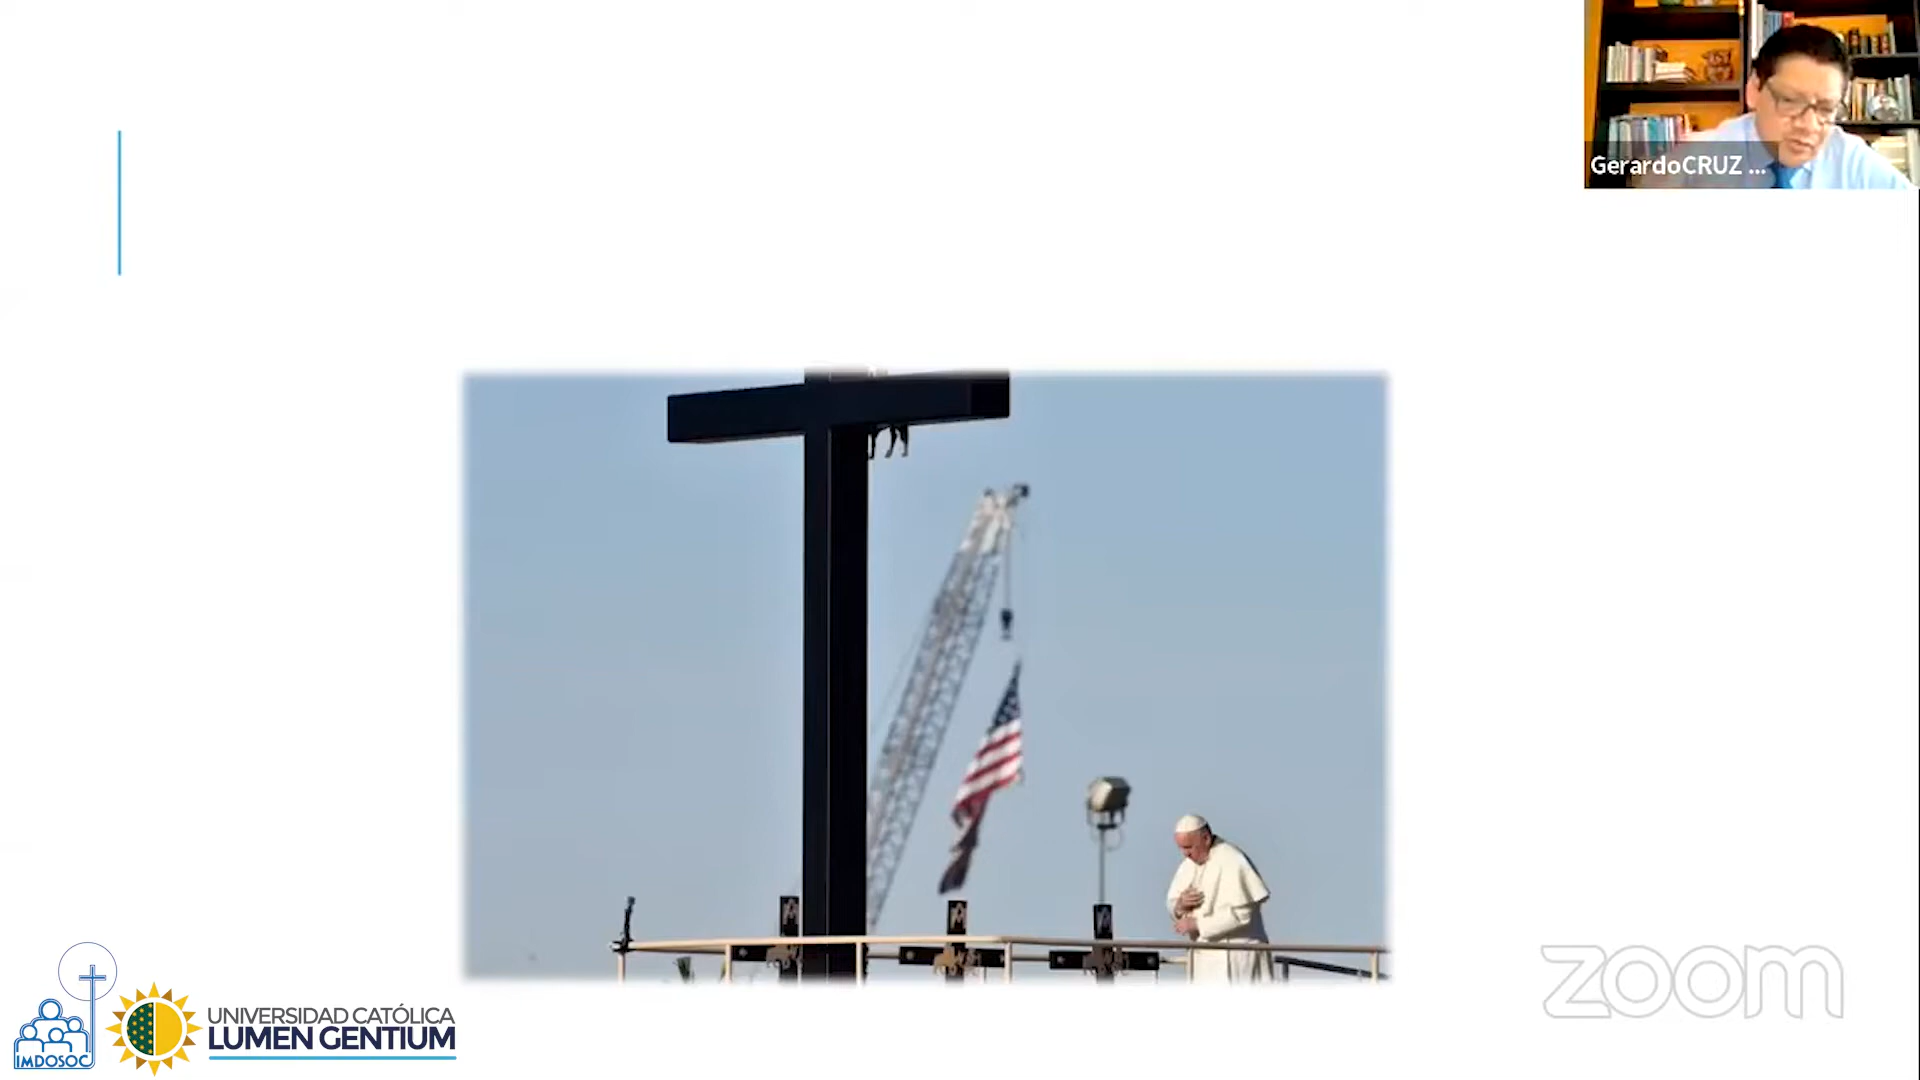 GerardoCRUZ ...
IMDOSOC
UNIVERSIDAD CATÓLICA
LUMEN GENTIUM
zoom